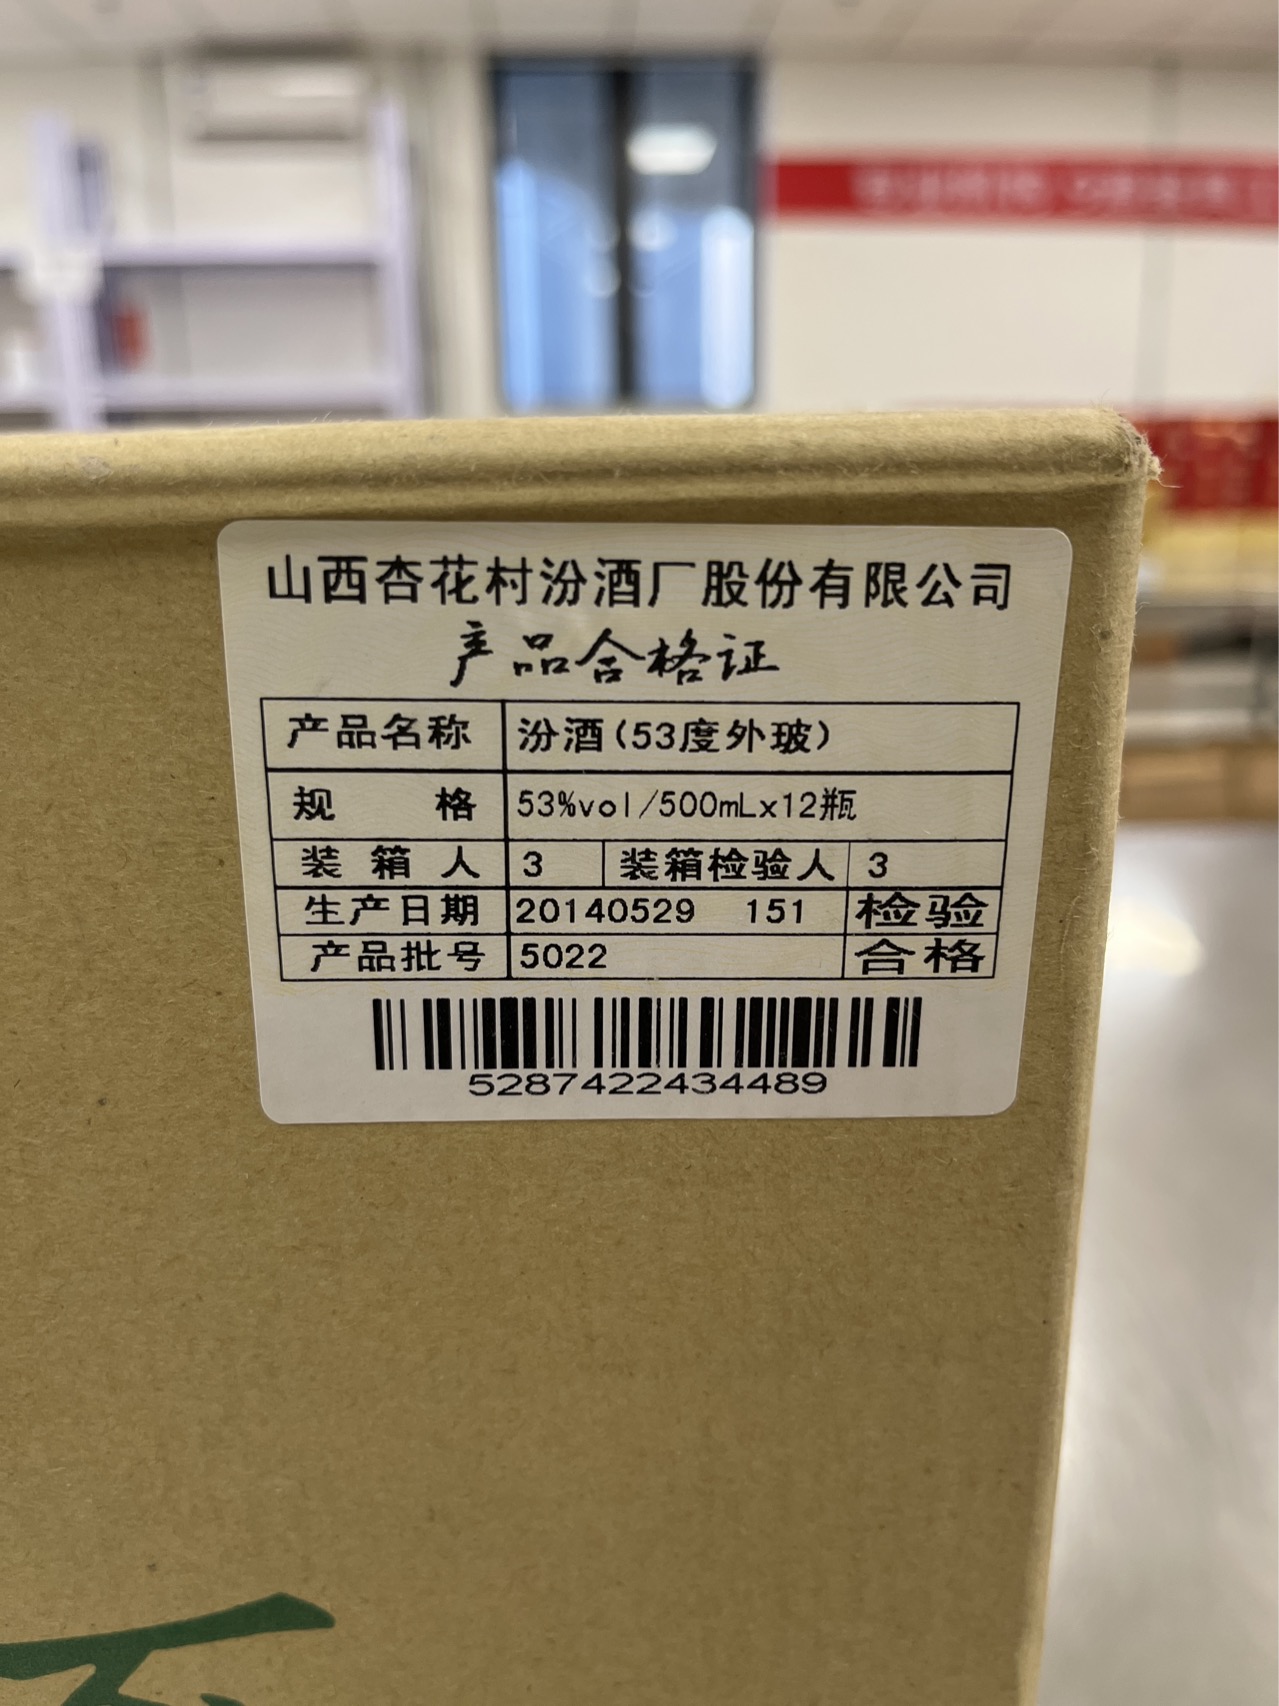 山西杏花村汾酒厂股份有限公司
产品合格证
产品名称 汾酒(53度外玻)
规 格 53%vol/500mLx12瓶
装 箱 人 3 装箱检验人 3
生产日期 20140529 151 检验
产品批号 5022 合格
5287422434489